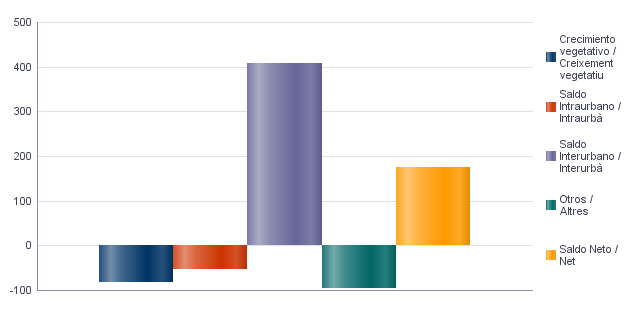 500
400
300
200
100
0
-100
Crecimiento
vegetativo /
Creixement
vegetatiu
Saldo
Intraurbano /
Intraurbà
Saldo
Interurbano /
Interurbà
Otros /
Altres
Saldo Neto /
Net